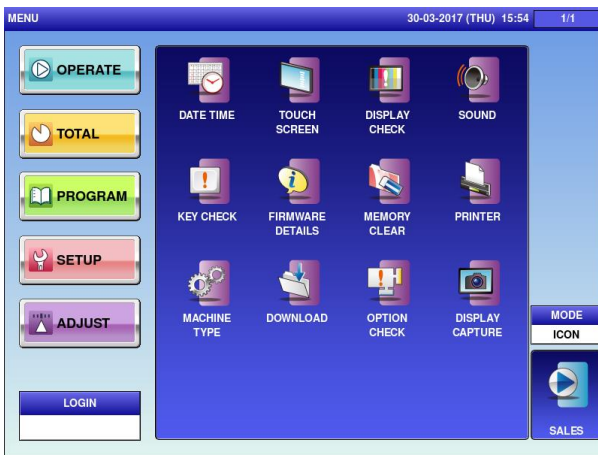 MENU
30-03-2017 (THU) 15:54
1/1
OPERATE
TOTAL
PROGRAM
SETUP
ADJUST
LOGIN
DATE TIME
TOUCH
SCREEN
DISPLAY
CHECK
SOUND
KEY CHECK
FIRMWARE
DETAILS
MEMORY
CLEAR
PRINTER
MACHINE
TYPE
DOWNLOAD
OPTION
CHECK
DISPLAY
CAPTURE
MODE
ICON
SALES